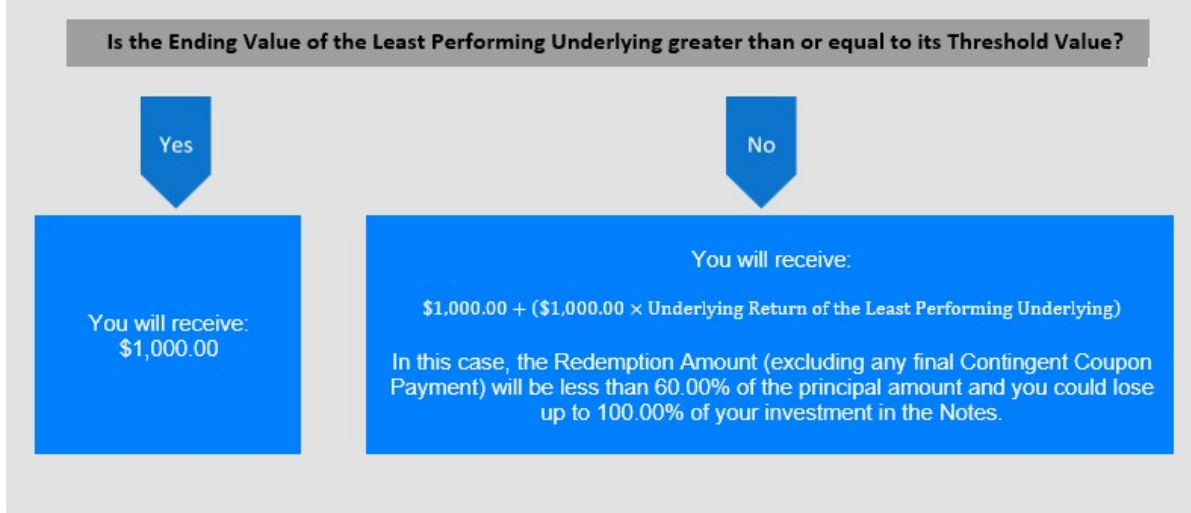 Is the Ending Value of the Least Performing Underlying greater than or equal to its Threshold Value?
Yes
No
You will receive:
$1,000.00
You will receive:
$1,000.00 + ($1,000.00 × Underlying Return of the Least Performing Underlying)
In this case, the Redemption Amount (excluding any final Contingent Coupon
Payment) will be less than 60.00% of the principal amount and you could lose
up to 100.00% of your investment in the Notes.